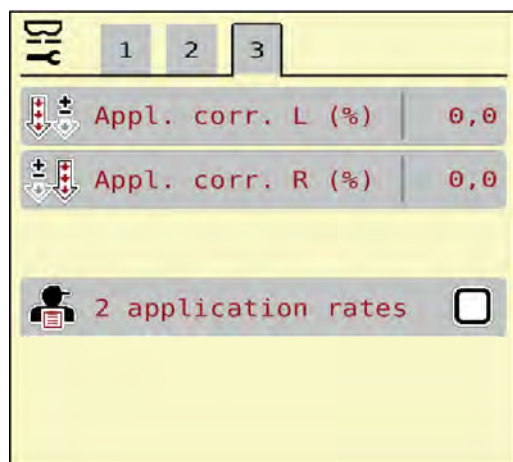 1 2 3
Appl. corr. L (%) 0,0
Appl. corr. R (%) 0,0
2 application rates